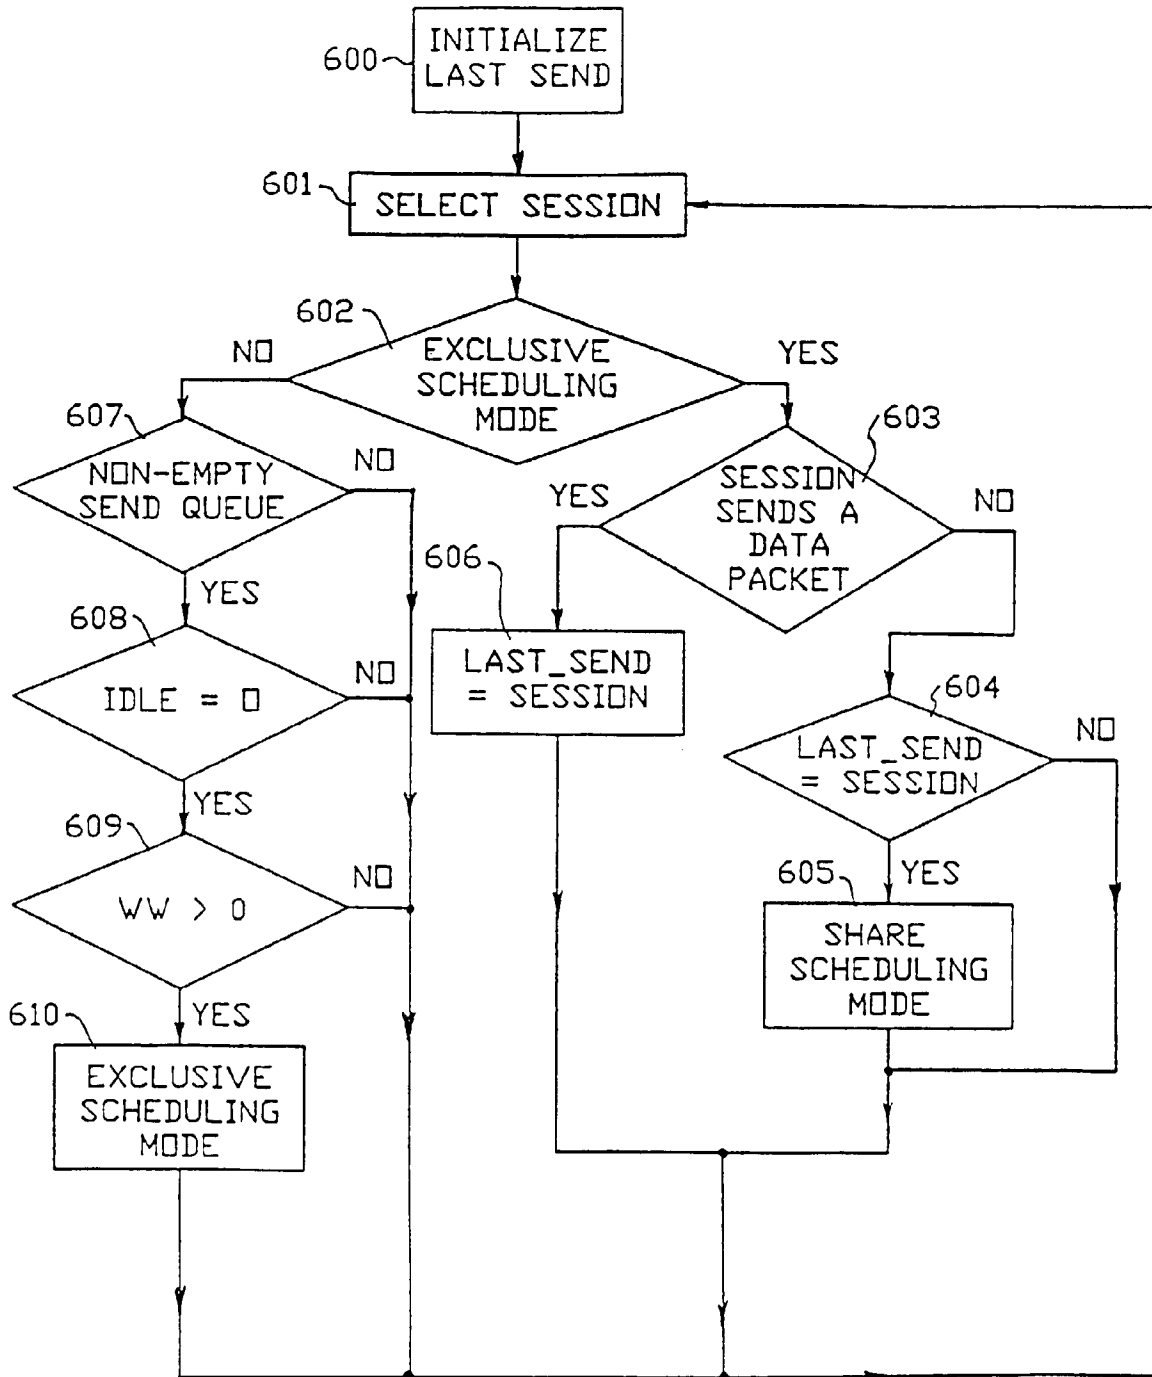 600
INITIALIZE
LAST SEND
601
SELECT SESSION
602
EXCLUSIVE
SCHEDULING
MODE
NO
YES
607
NON-EMPTY
SEND QUEUE
NO
YES
603
SESSION
SENDS A
DATA
PACKET
YES
NO
608
IDLE = 0
NO
YES
606
LAST_SEND
= SESSION
604
LAST_SEND
= SESSION
NO
YES
609
WW > 0
NO
YES
605
SHARE
SCHEDULING
MODE
610
EXCLUSIVE
SCHEDULING
MODE